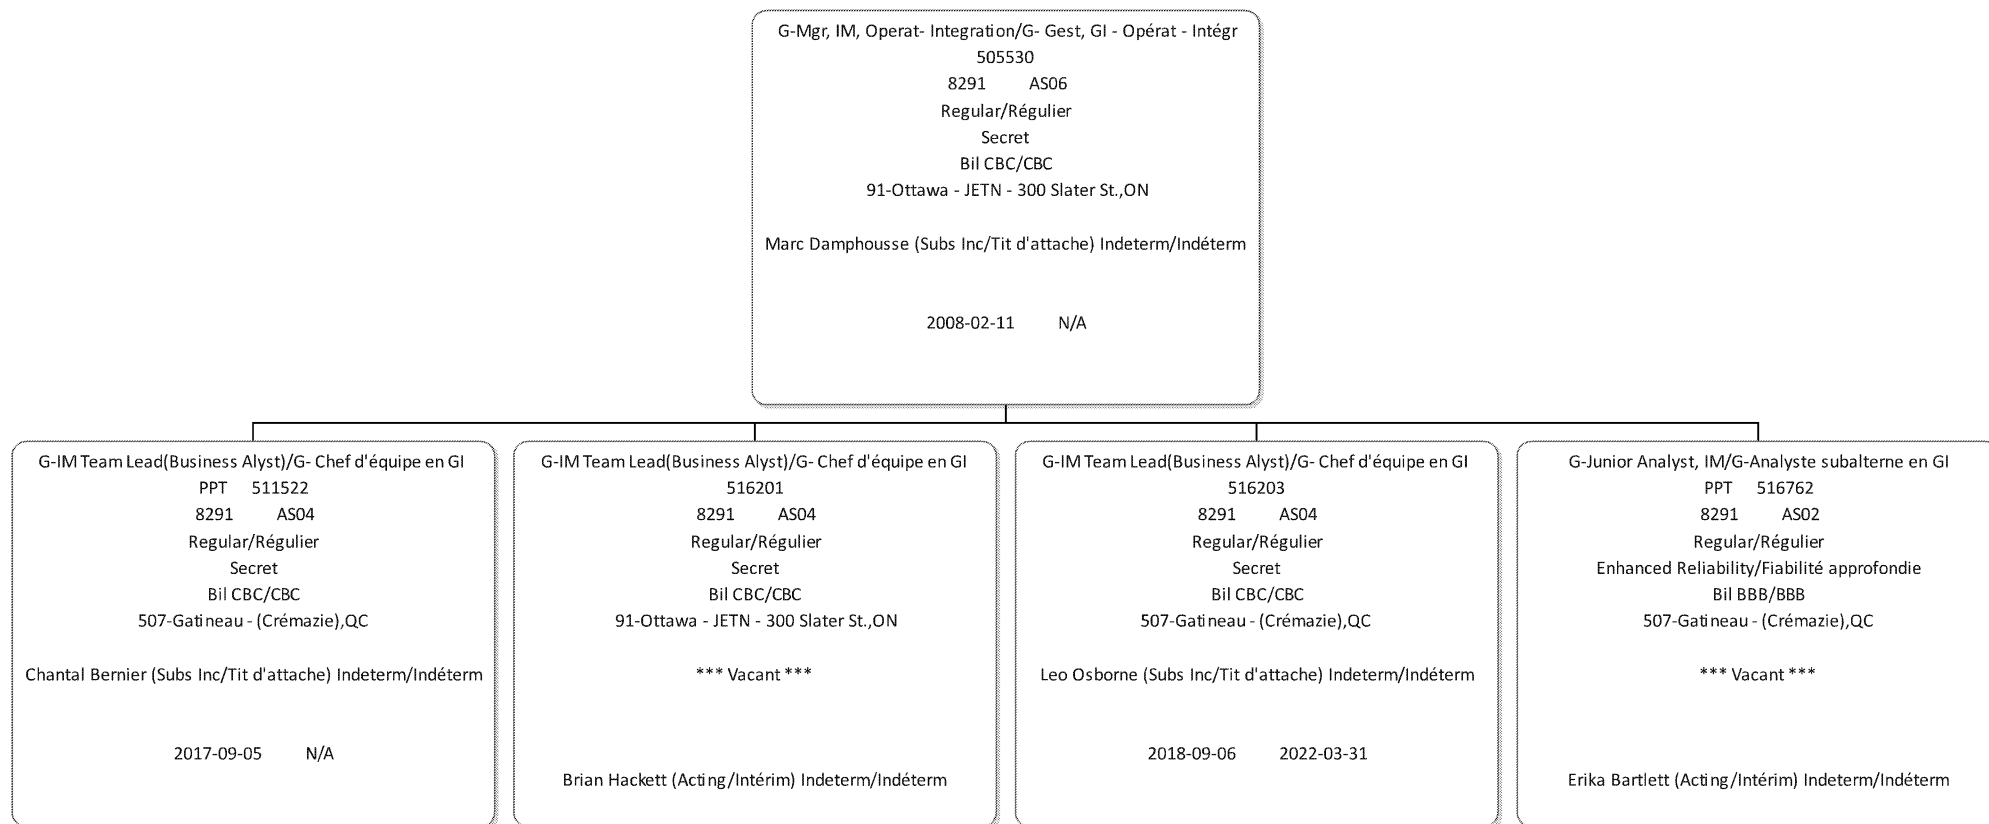 G-Mgr, IM, Operat- Integration/G- Gest, GI - Opérat - Intégr
505530
8291 AS06
Regular/Régulier
Secret
Bil CBC/CBC
91-Ottawa - JETN - 300 Slater St.,ON
Marc Damphousse (Subs Inc/Tit d'attache) Indeterm/Indéterm
2008-02-11 N/A
G-IM Team Lead(Business Alyst)/G- Chef d'équipe en GI
PPT 511522
8291 AS04
Regular/Régulier
Secret
Bil CBC/CBC
507-Gatineau - (Crémazie),QC
Chantal Bernier (Subs Inc/Tit d'attache) Indeterm/Indéterm
2017-09-05 N/A
G-IM Team Lead(Business Alyst)/G- Chef d'équipe en GI
516201
8291 AS04
Regular/Régulier
Secret
Bil CBC/CBC
91-Ottawa - JETN - 300 Slater St.,ON
*** Vacant ***
Brian Hackett (Acting/Intérim) Indeterm/Indéterm
G-IM Team Lead(Business Alyst)/G- Chef d'équipe en GI
516203
8291 AS04
Regular/Régulier
Secret
Bil CBC/CBC
507-Gatineau - (Crémazie),QC
Leo Osborne (Subs Inc/Tit d'attache) Indeterm/Indéterm
2018-09-06 2022-03-31
G-Junior Analyst, IM/G-Analyste subalterne en GI
PPT 516762
8291 AS02
Regular/Régulier
Enhanced Reliability/Fiabilité approfondie
Bil BBB/BBB
507-Gatineau - (Crémazie),QC
*** Vacant ***
Erika Bartlett (Acting/Intérim) Indeterm/Indéterm